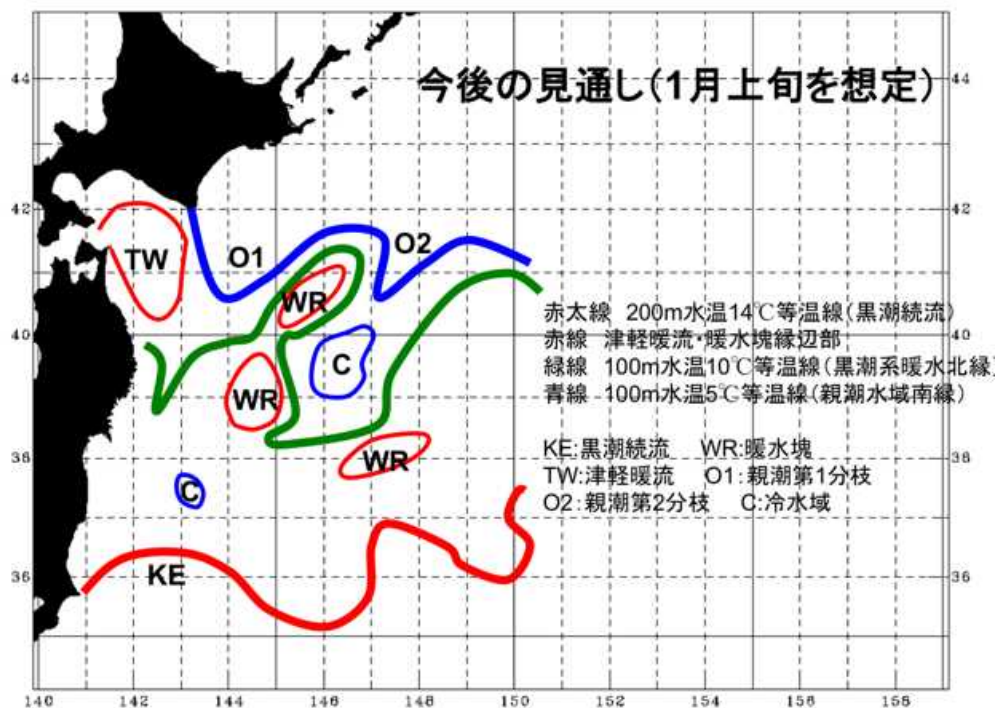 44
今後の見通し(1月上旬を想定)
44
42
42
TW
O1
O2
WR
赤太線 200m水温14℃等温線(黒潮続流)
40
赤線 津軽暖流・暖水塊縁辺部
40
C
緑線 100m水温10℃等温線(黒潮系暖水北縁)
WR
青線 100m水温5℃等温線(親潮水域南縁)
38
WR
KE:黒潮続流 WR:暖水塊
38
TW:津軽暖流 O1:親潮第1分枝
C
O2:親潮第2分枝 C:冷水域
36
KE
36
140 142 144 146 148 150 152 154 156 158